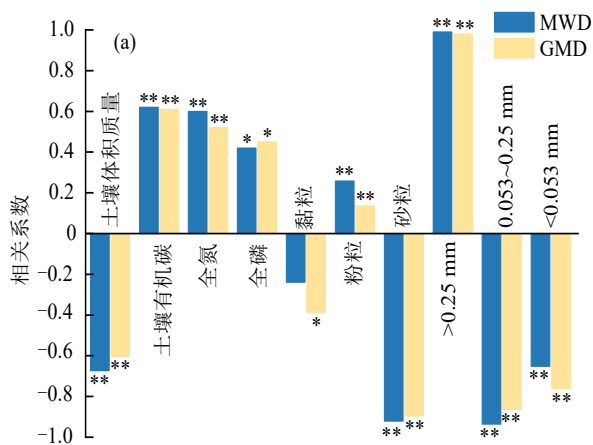 (a)
MWD
GMD
相关系数
1.0
0.8
0.6
0.4
0.2
0
−0.2
−0.4
−0.6
−0.8
−1.0
土壤体积质量
土壤有机碳
全氮
全磷
黏粒
粉粒
砂粒
>0.25 mm
0.053~0.25 mm
<0.053 mm
**
**
**
**
**
**
*
*
*
**
**
**
**
**
**
**
**
**
**